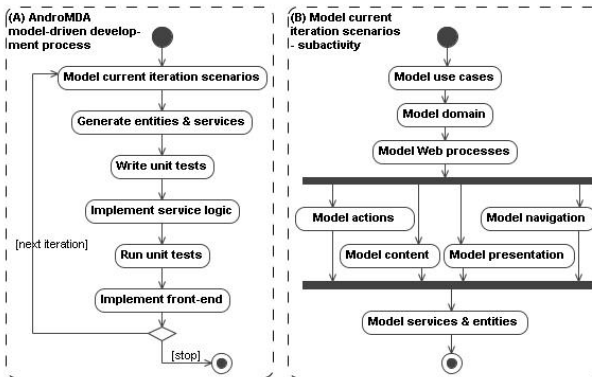 (A) AndroMDA
model-driven develop-
ment process
Model current iteration scenarios
Generate entities & services
Write unit tests
Implement service logic
[next iteration]
Run unit tests
Implement front-end
[stop]
(B) Model current
iteration scenarios
- subactivity
Model use cases
Model domain
Model Web processes
Model actions
Model navigation
Model content
Model presentation
Model services & entities